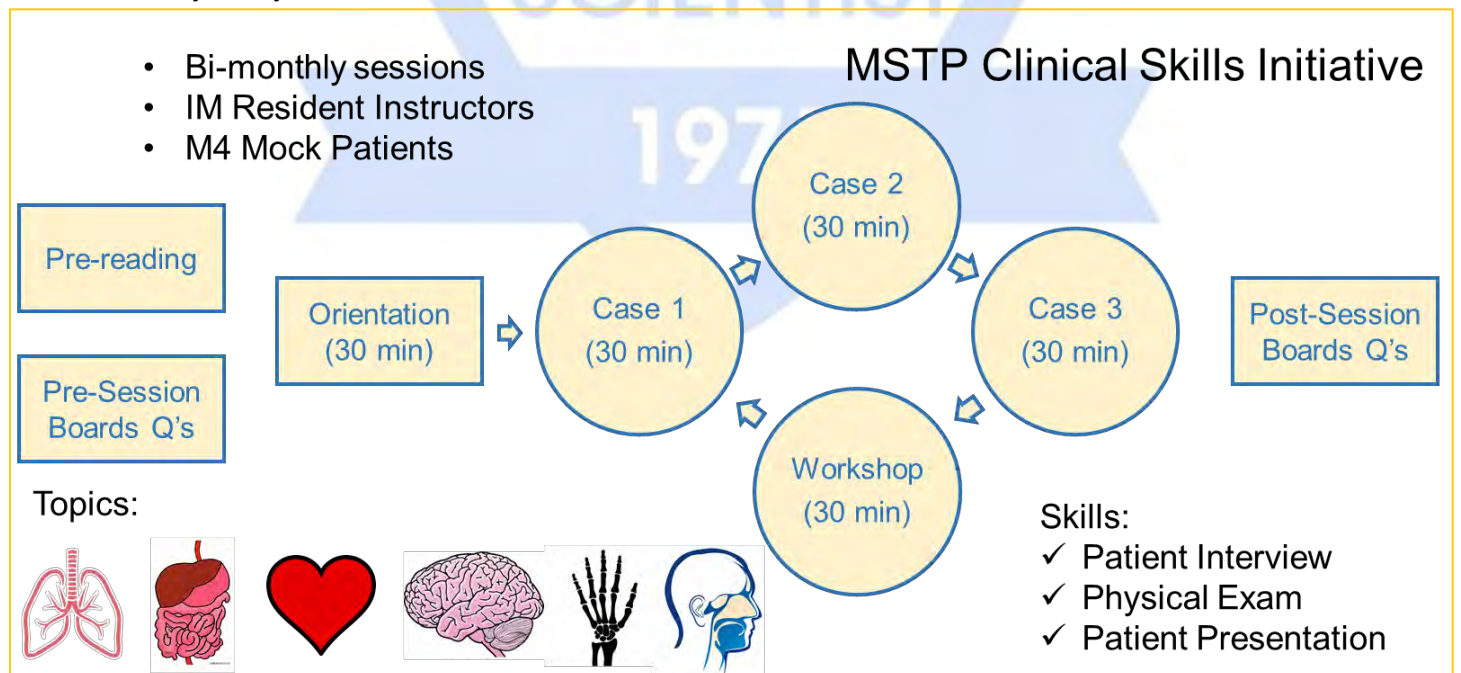 SCIENTIST
197
MSTP Clinical Skills Initiative
• Bi-monthly sessions
• IM Resident Instructors
• M4 Mock Patients
Pre-reading
Pre-Session
Boards Q's
Orientation
(30 min)
Case 1
(30 min)
Case 2
(30 min)
Case 3
(30 min)
Workshop
(30 min)
Post-Session
Boards Q's
Topics:
Skills:
✓ Patient Interview
✓ Physical Exam
✓ Patient Presentation